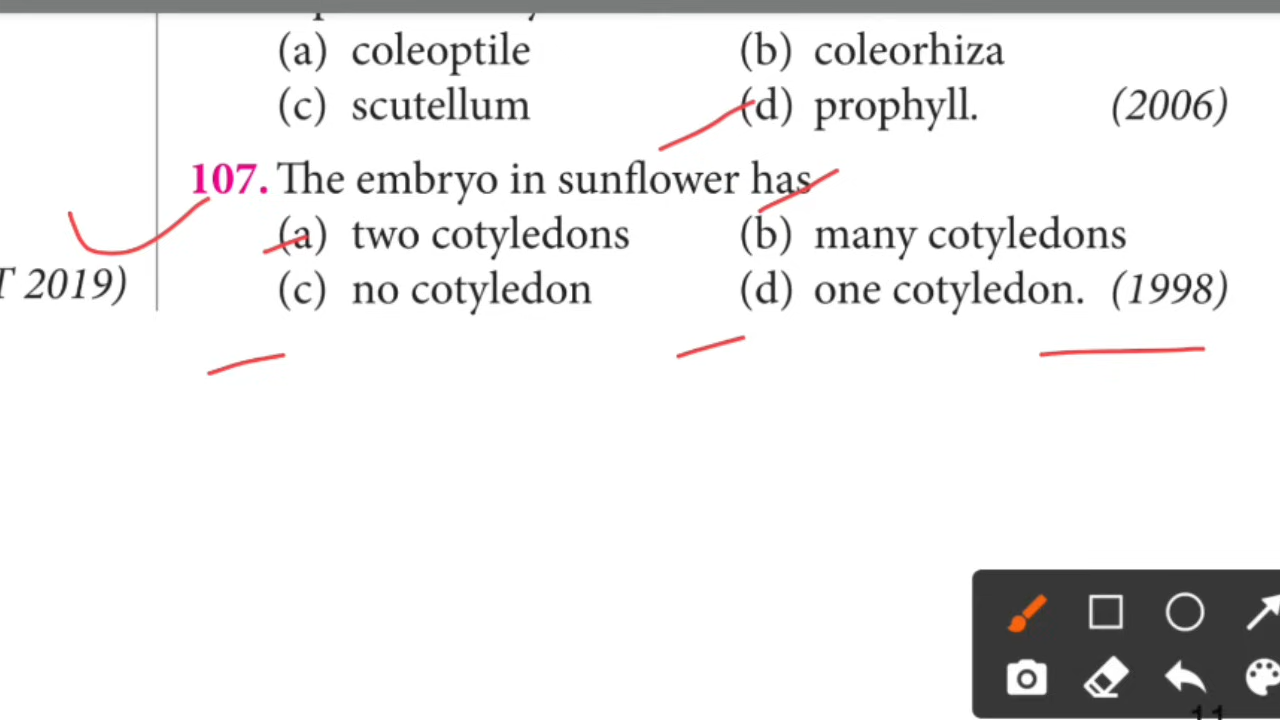 (a) coleoptile (b) coleorhiza
(c) scutellum (d) prophyll. (2006)
107. The embryo in sunflower has
(a) two cotyledons (b) many cotyledons
T 2019)
(c) no cotyledon (d) one cotyledon. (1998)